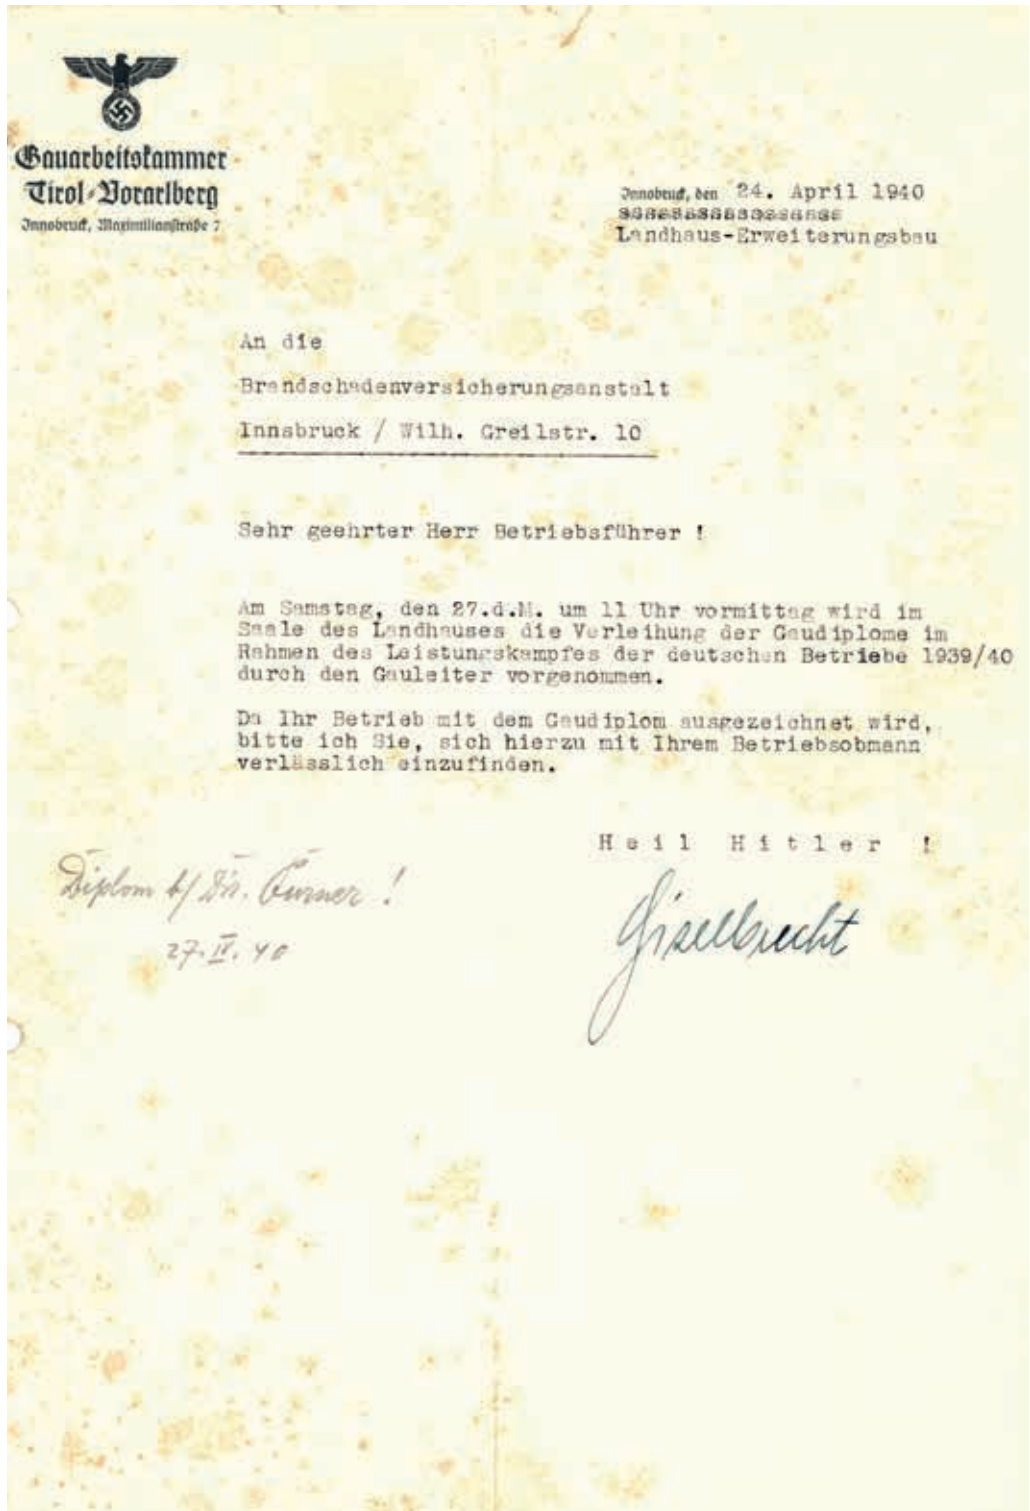 Gauarbeitskammer
Tirol-Vorarlberg
Innsbruck, Maximilianstraße 7
Innsbruck, den 24. April 1940
Landhaus-Erweiterungsbau
An die
Brandschadenversicherungsanstalt
Innsbruck / Wilh. Greilstr. 10
Sehr geehrter Herr Betriebsführer !
Am Samstag, den 27.d.M. um 11 Uhr vormittag wird im
Saale des Landhauses die Verleihung der Gaudiplome im
Rahmen des Leistungskampfes der deutschen Betriebe 1939/40
durch den Gauleiter vorgenommen.
Da Ihr Betrieb mit dem Gaudiplom ausgezeichnet wird,
bitte ich Sie, sich hierzu mit Ihrem Betriebsobmann
verlässlich einzufinden.
Heil Hitler !
Diplom b/ Dir. !
27.IV.40
Giselbrecht